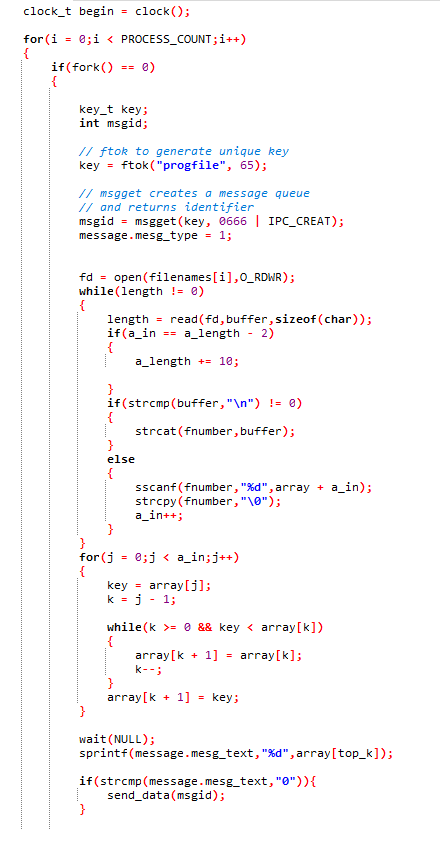 clock_t begin = clock();
for(i = 0;i < PROCESS_COUNT;i++)
{
if(fork() == 0)
{
key_t key;
int msgid;
// ftok to generate unique key
key = ftok("progfile", 65);
// msgget creates a message queue
// and returns identifier
msgid = msgget(key, 0666 | IPC_CREAT);
message.mesg_type = 1;
fd = open(filenames[i],O_RDWR);
while(length != 0)
{
length = read(fd,buffer,sizeof(char));
if(a_in == a_length - 2)
{
a_length += 10;
}
if(strcmp(buffer,"\n") != 0)
{
strcat(fnumber,buffer);
}
else
{
sscanf(fnumber,"%d",array + a_in);
strcpy(fnumber,"\0");
a_in++;
}
}
for(j = 0;j < a_in;j++)
{
key = array[j];
k = j - 1;
while(k >= 0 && key < array[k])
{
array[k + 1] = array[k];
k--;
}
array[k + 1] = key;
}
wait(NULL);
sprintf(message.mesg_text,"%d",array[top_k]);
if(strcmp(message.mesg_text,"0")){
send_data(msgid);
}